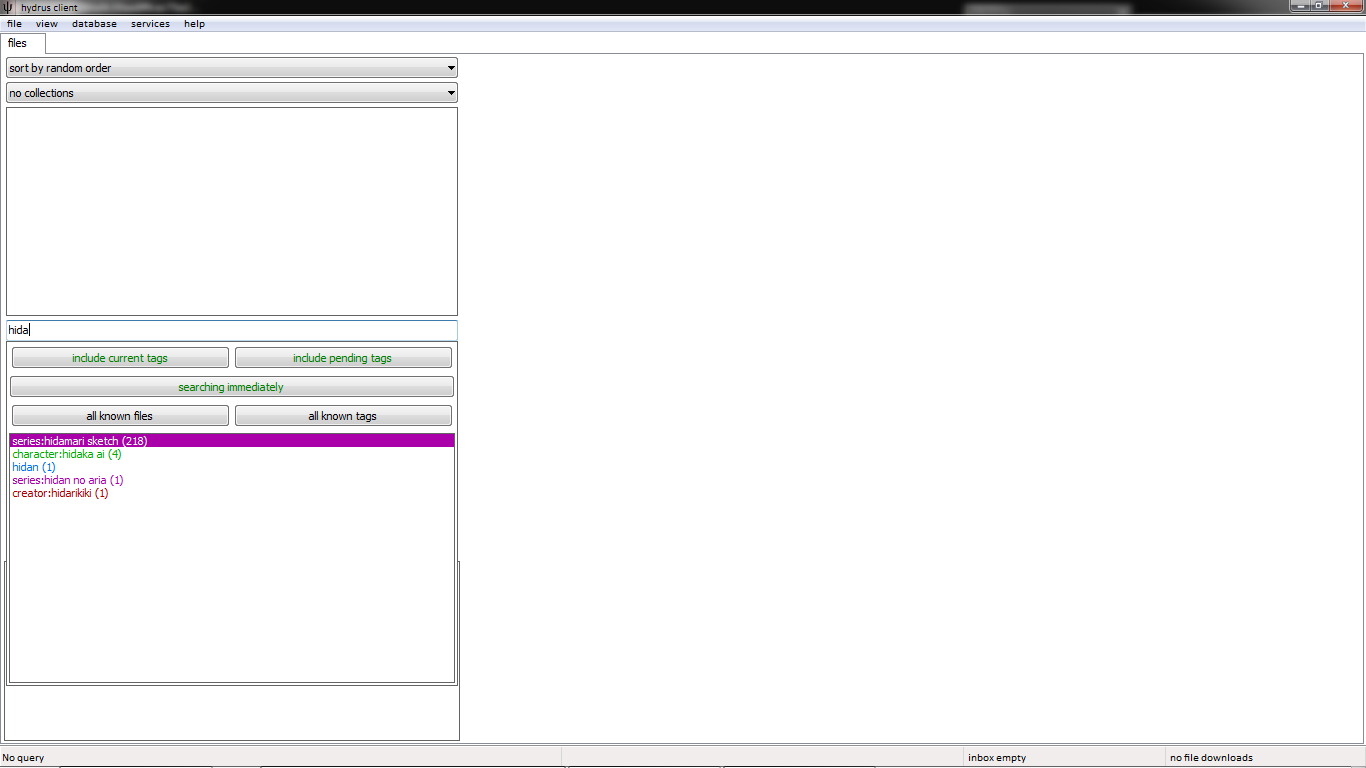 hydrus client
file view database services help
files
sort by random order
no collections
hida
include current tags include pending tags
searching immediately
all known files all known tags
series:hidamari sketch (218)
character:hidaka ai (4)
hidan (1)
series:hidan no aria (1)
creator:hidarikiki (1)
No query inbox empty no file downloads